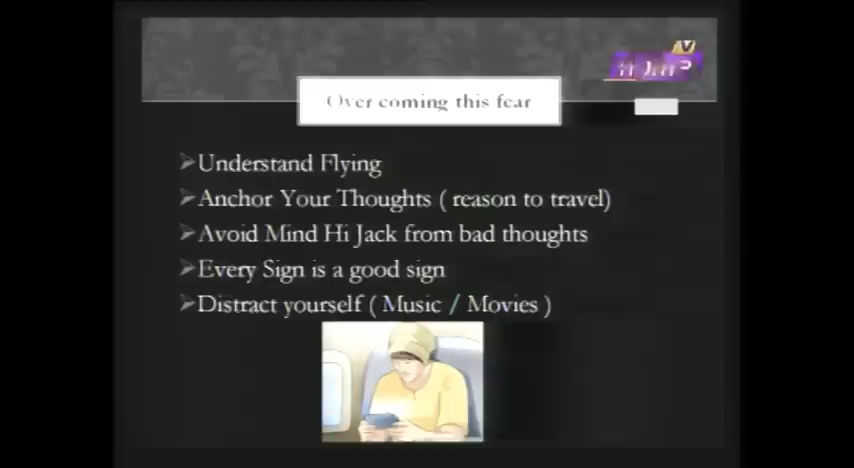 Over coming this fear
Understand Flying
Anchor Your Thoughts ( reason to travel)
Avoid Mind Hi Jack from bad thoughts
Every Sign is a good sign
Distract yourself ( Music / Movies )